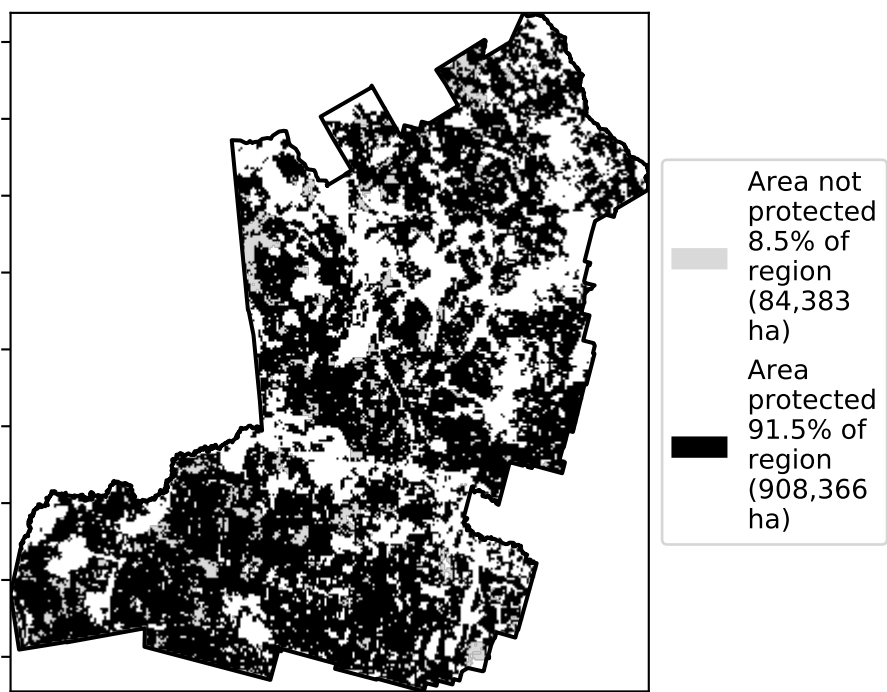 Area not
protected
8.5% of
region
(84,383
ha)
Area
protected
91.5% of
region
(908,366
ha)